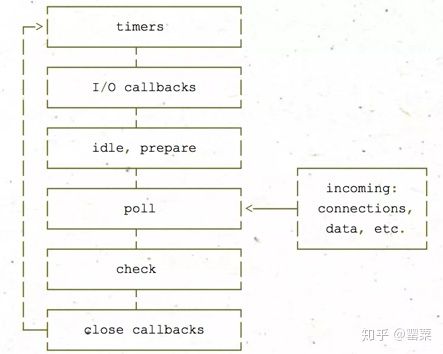 timers
I/O callbacks
idle, prepare
poll
incoming:
connections,
data, etc.
check
close callbacks
知乎 @罂粟